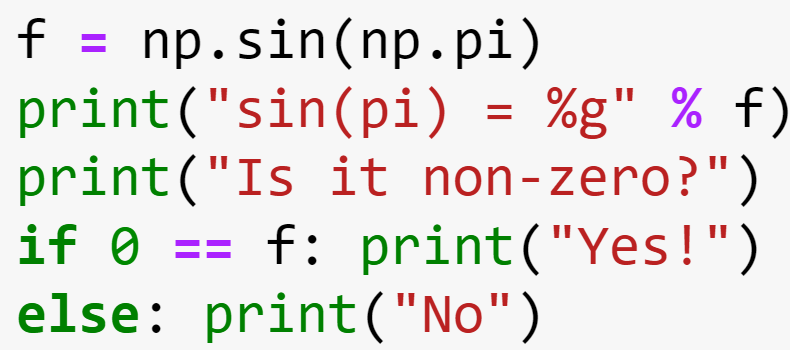 f = np.sin(np.pi)
print("sin(pi) = %g" % f)
print("Is it non-zero?")
if 0 == f: print("Yes!")
else: print("No")